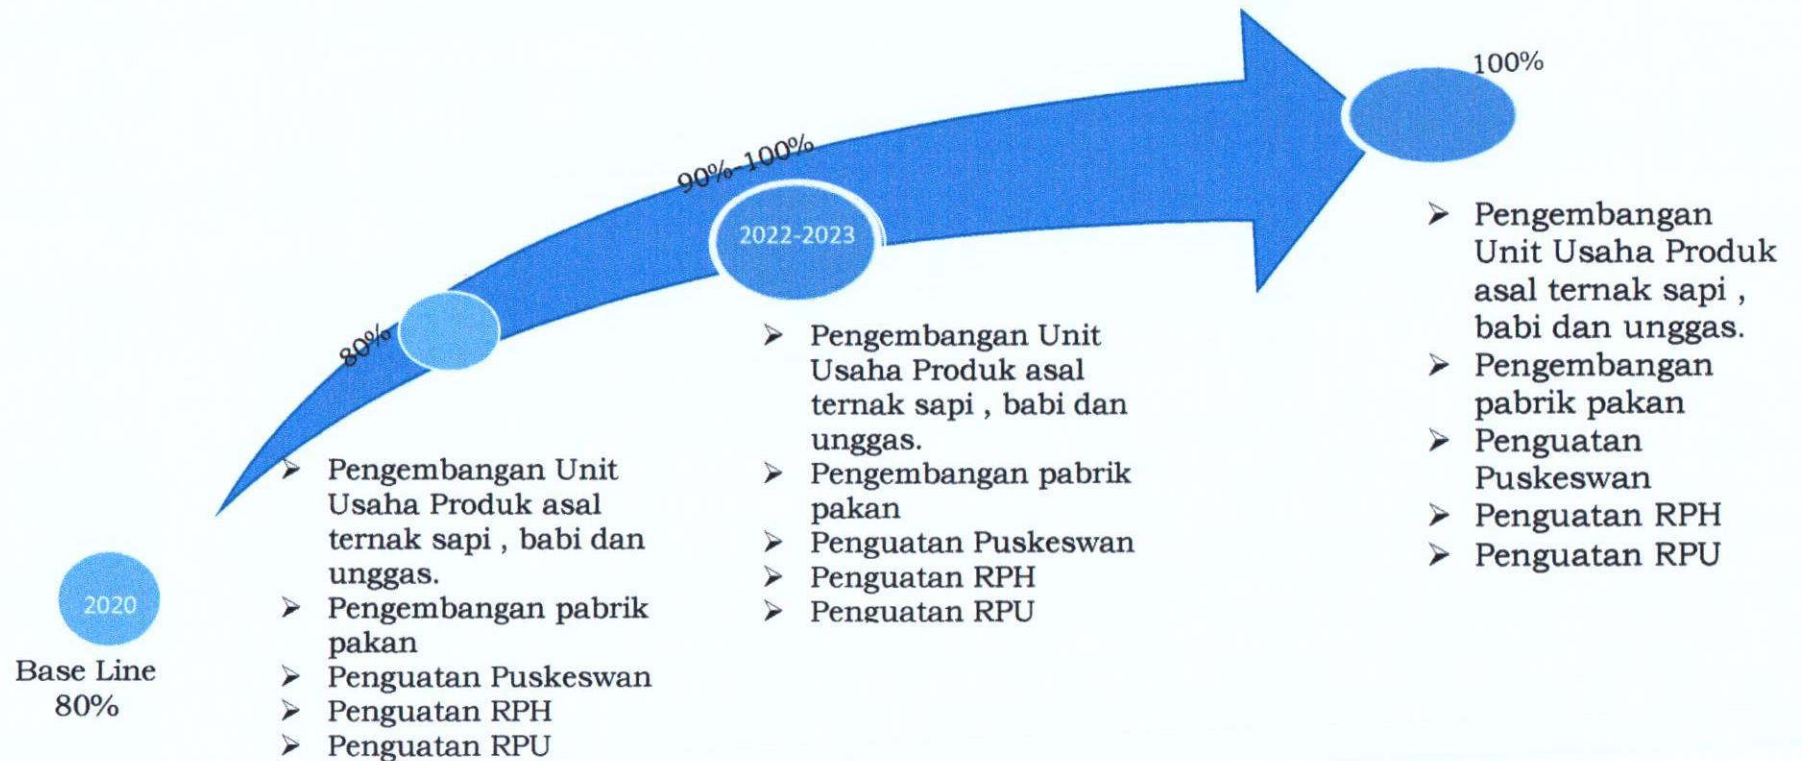 100%
90%-100%
2022-2023
80%
2020
Base Line
80%
➢ Pengembangan Unit
Usaha Produk asal
ternak sapi , babi dan
unggas.
➢ Pengembangan pabrik
pakan
➢ Penguatan Puskeswan
➢ Penguatan RPH
➢ Penguatan RPU
➢ Pengembangan Unit
Usaha Produk asal
ternak sapi , babi dan
unggas.
➢ Pengembangan pabrik
pakan
➢ Penguatan Puskeswan
➢ Penguatan RPH
➢ Penguatan RPU
➢ Pengembangan
Unit Usaha Produk
asal ternak sapi ,
babi dan unggas.
➢ Pengembangan
pabrik pakan
➢ Penguatan
Puskeswan
➢ Penguatan RPH
➢ Penguatan RPU